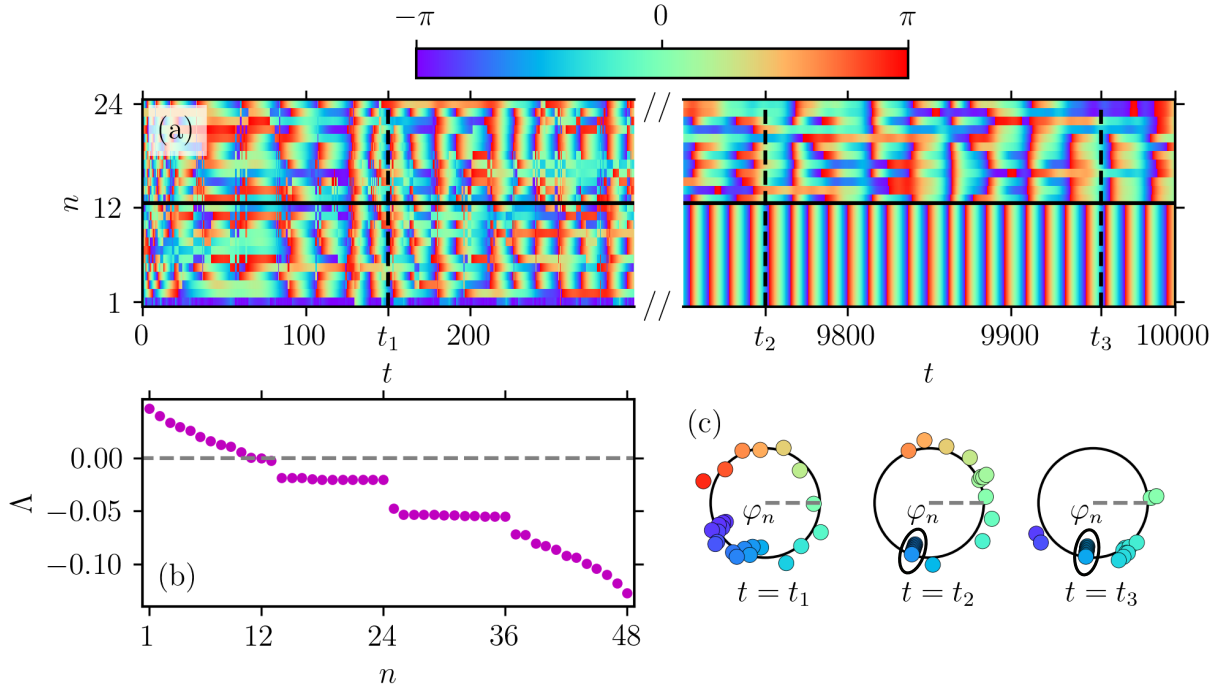 −π 0 π
24
12
1
n
(a)
// //
0 100 t₁ 200 t₂ 9800 9900 t₃ 10000
t t
0.00
−0.05
−0.10
Λ
(b)
1 12 24 36 48
n
(c)
φₙ φₙ φₙ
t = t₁ t = t₂ t = t₃